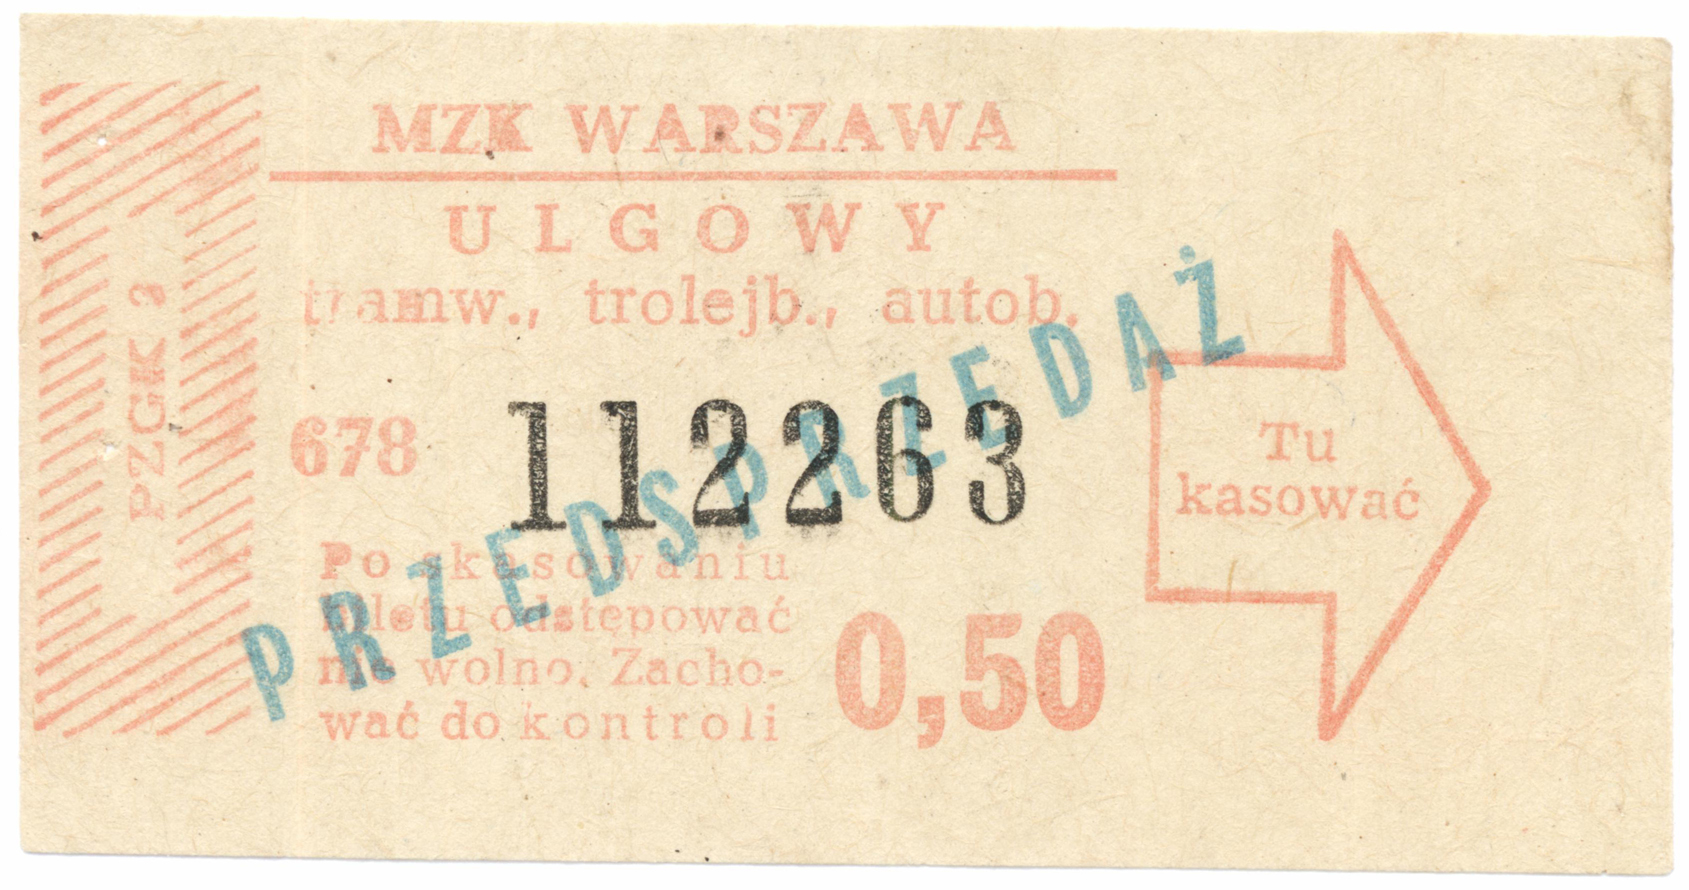 MZK WARSZAWA
ULGOWY
tramw., trolejb., autob.
PZGK 2
678
112263
PRZEDSPRZEDAŻ
Tu
kasować
Po skasowaniu
biletu odstępować
nie wolno. Zacho-
wać do kontroli
0,50